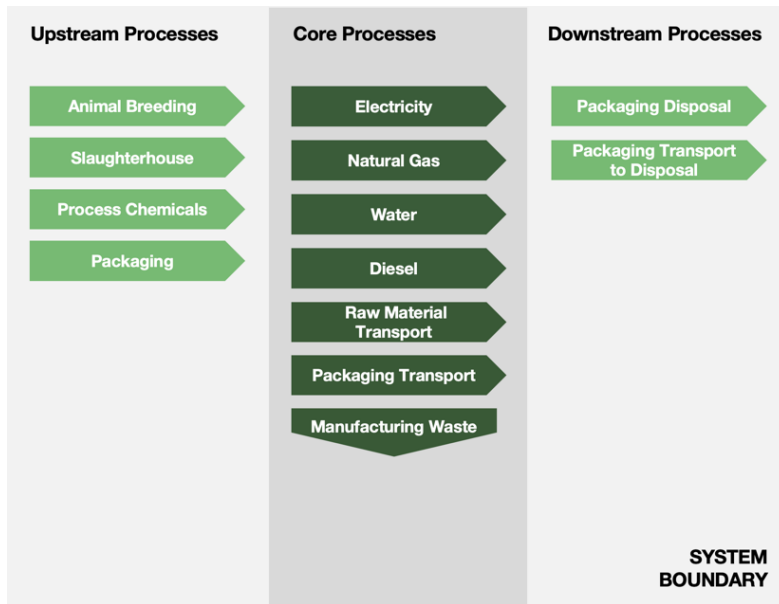 Upstream Processes
Animal Breeding
Slaughterhouse
Process Chemicals
Packaging
Core Processes
Electricity
Natural Gas
Water
Diesel
Raw Material
Transport
Packaging Transport
Manufacturing Waste
Downstream Processes
Packaging Disposal
Packaging Transport
to Disposal
SYSTEM
BOUNDARY